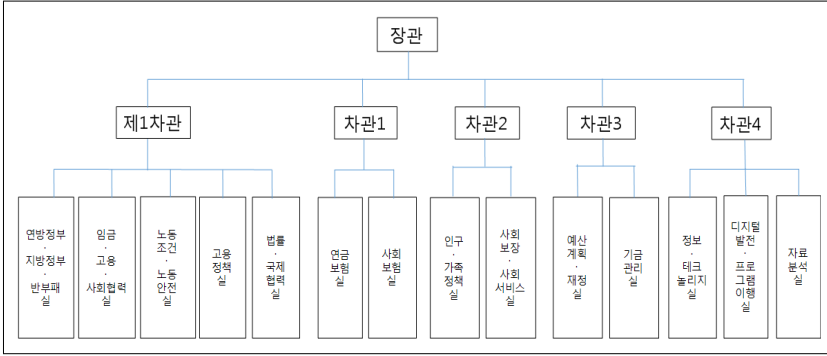 장관
제1차관
차관1
차관2
차관3
차관4
연방정부
·
지방정부
·
반부패
실
임금
·
고용
·
사회협력
실
노동
조건
·
노동
안전
실
고용
정책
실
법률
·
국제
협력
실
연금
보험
실
사회
보험
실
인구
·
가족
정책
실
사회
보장
·
사회
서비스
실
예산
계획
·
재정
실
기금
관리
실
정보
·
테크
놀리지
실
디지털
발전
·
프로
그램
이행
실
자료
분석
실